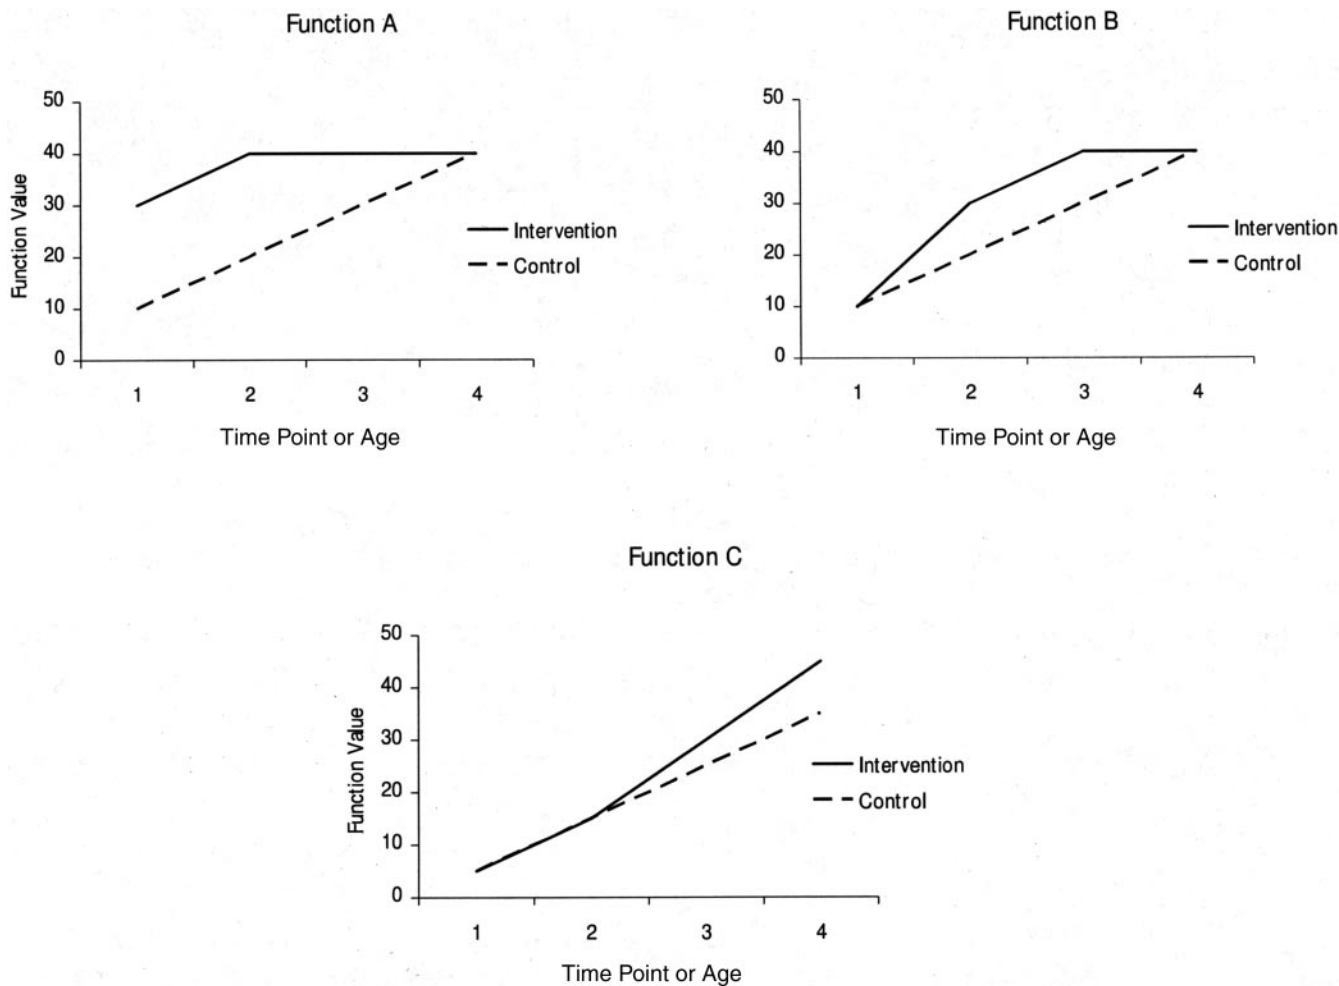 Function A
50
40
30
20
10
0
Function Value
1 2 3 4
Time Point or Age
Intervention
Control
Function B
50
40
30
20
10
0
1 2 3 4
Time Point or Age
Intervention
Control
Function C
50
40
30
20
10
0
Function Value
1 2 3 4
Time Point or Age
Intervention
Control